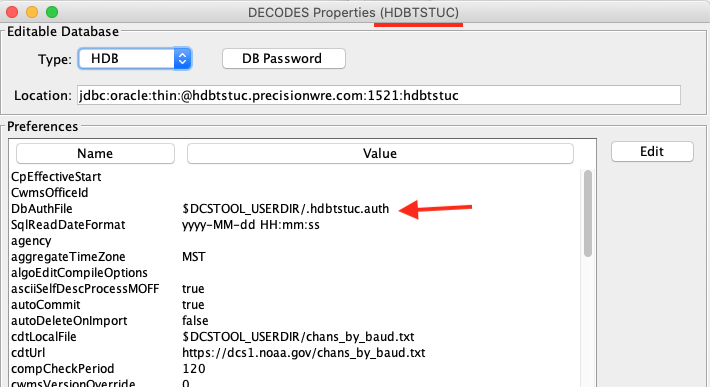 DECODES Properties (HDBTSTUC)
Editable Database
Type: HDB DB Password
Location: jdbc:oracle:thin:@hdbtstuc.precisionwre.com:1521:hdbtstuc
Preferences
Name Value Edit
CpEffectiveStart
CwmsOfficeId
DbAuthFile $DCSTOOL_USERDIR/.hdbtstuc.auth
SqlReadDateFormat yyyy-MM-dd HH:mm:ss
agency
aggregateTimeZone MST
algoEditCompileOptions
asciiSelfDescProcessMOFF true
autoCommit true
autoDeleteOnImport false
cdtLocalFile $DCSTOOL_USERDIR/chans_by_baud.txt
cdtUrl https://dcs1.noaa.gov/chans_by_baud.txt
compCheckPeriod 120
cwmsVersionOverride 0